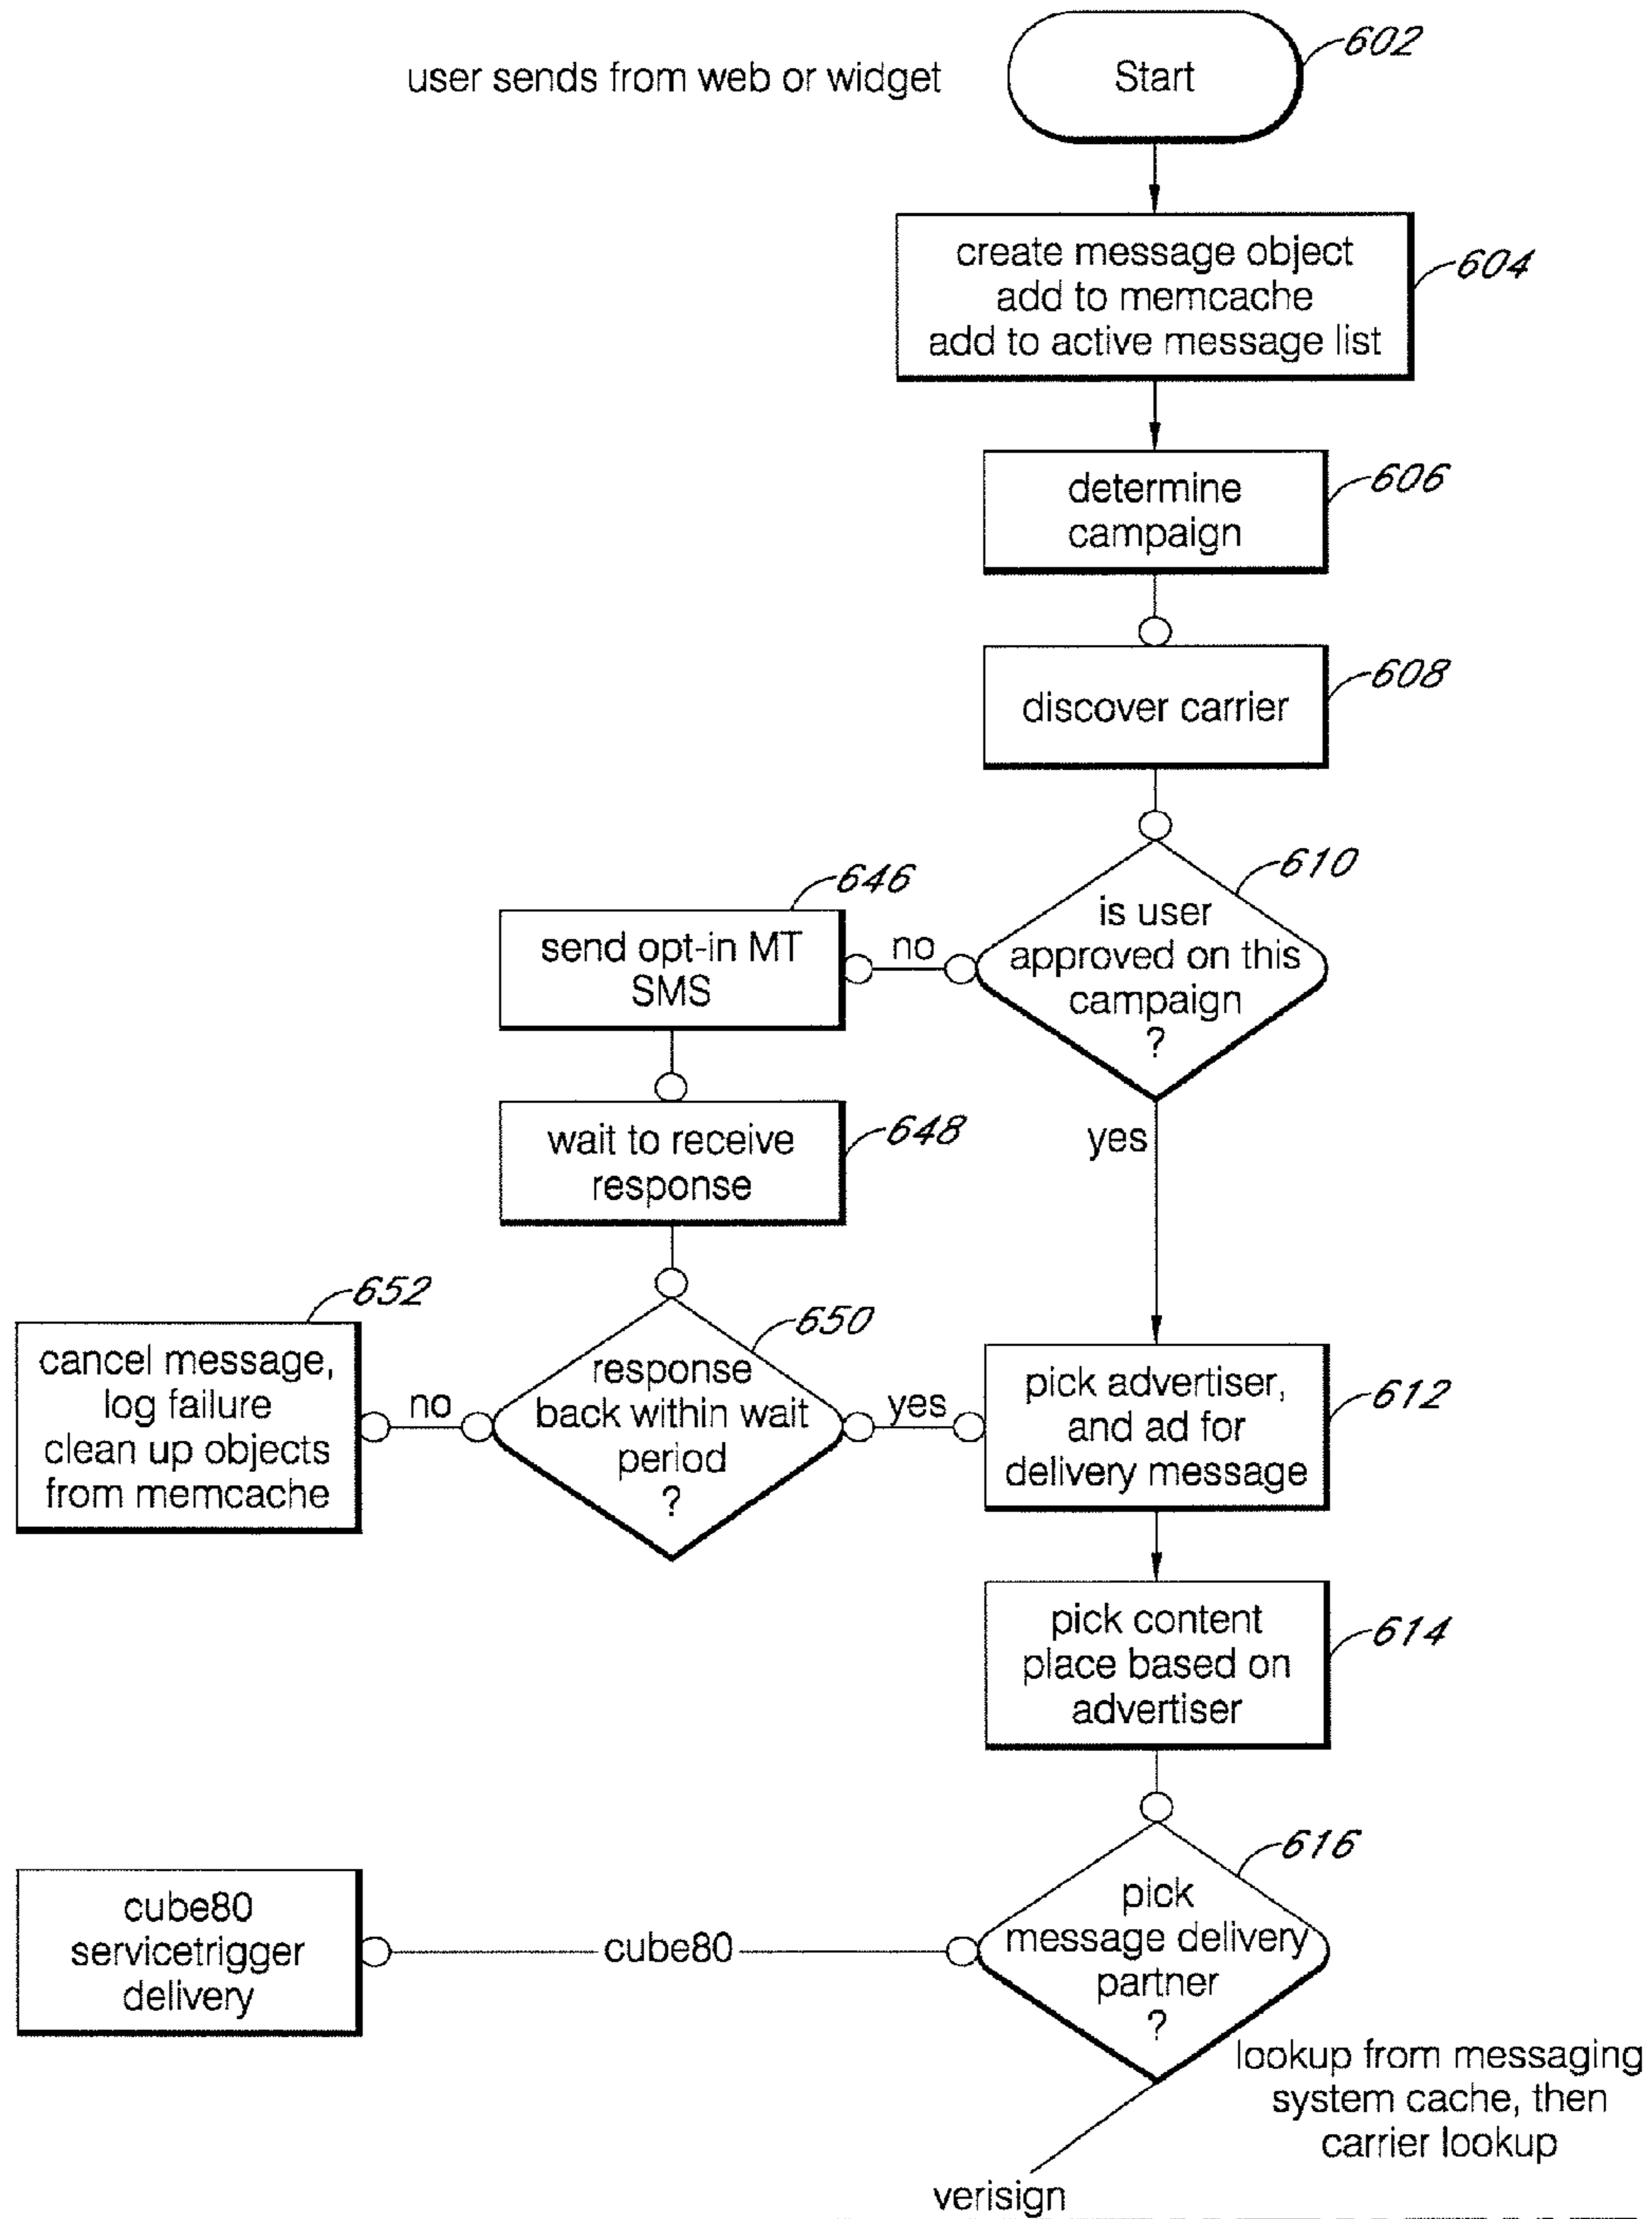 user sends from web or widget
Start
602
create message object
add to memcache
add to active message list
604
determine
campaign
606
discover carrier
608
is user
approved on this
campaign
?
610
no
yes
send opt-in MT
SMS
646
wait to receive
response
648
response
back within wait
period
?
650
no
yes
cancel message,
log failure
clean up objects
from memcache
652
pick advertiser,
and ad for
delivery message
612
pick content
place based on
advertiser
614
pick
message delivery
partner
?
616
cube80
cube80
servicetrigger
delivery
lookup from messaging
system cache, then
carrier lookup
verisign